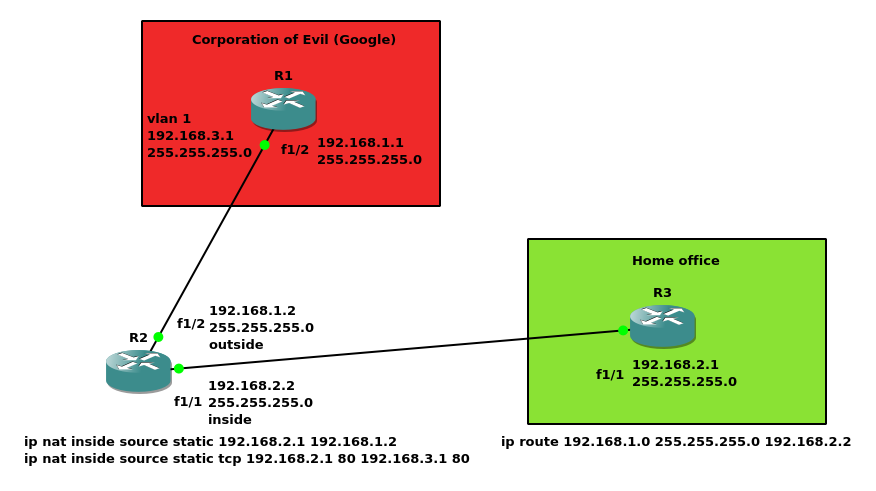 Corporation of Evil (Google)
R1
vlan 1
192.168.3.1
255.255.255.0
f1/2
192.168.1.1
255.255.255.0
Home office
R3
f1/1
192.168.2.1
255.255.255.0
R2
f1/2
192.168.1.2
255.255.255.0
outside
f1/1
192.168.2.2
255.255.255.0
inside
ip nat inside source static 192.168.2.1 192.168.1.2
ip nat inside source static tcp 192.168.2.1 80 192.168.3.1 80
ip route 192.168.1.0 255.255.255.0 192.168.2.2